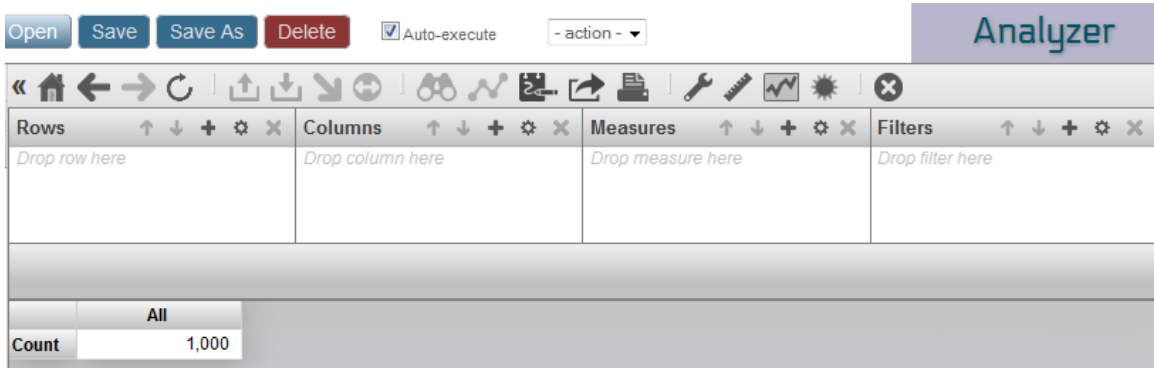 Open Save Save As Delete Auto-execute - action - Analyzer
Rows Columns Measures Filters
Drop row here Drop column here Drop measure here Drop filter here
All
Count 1,000